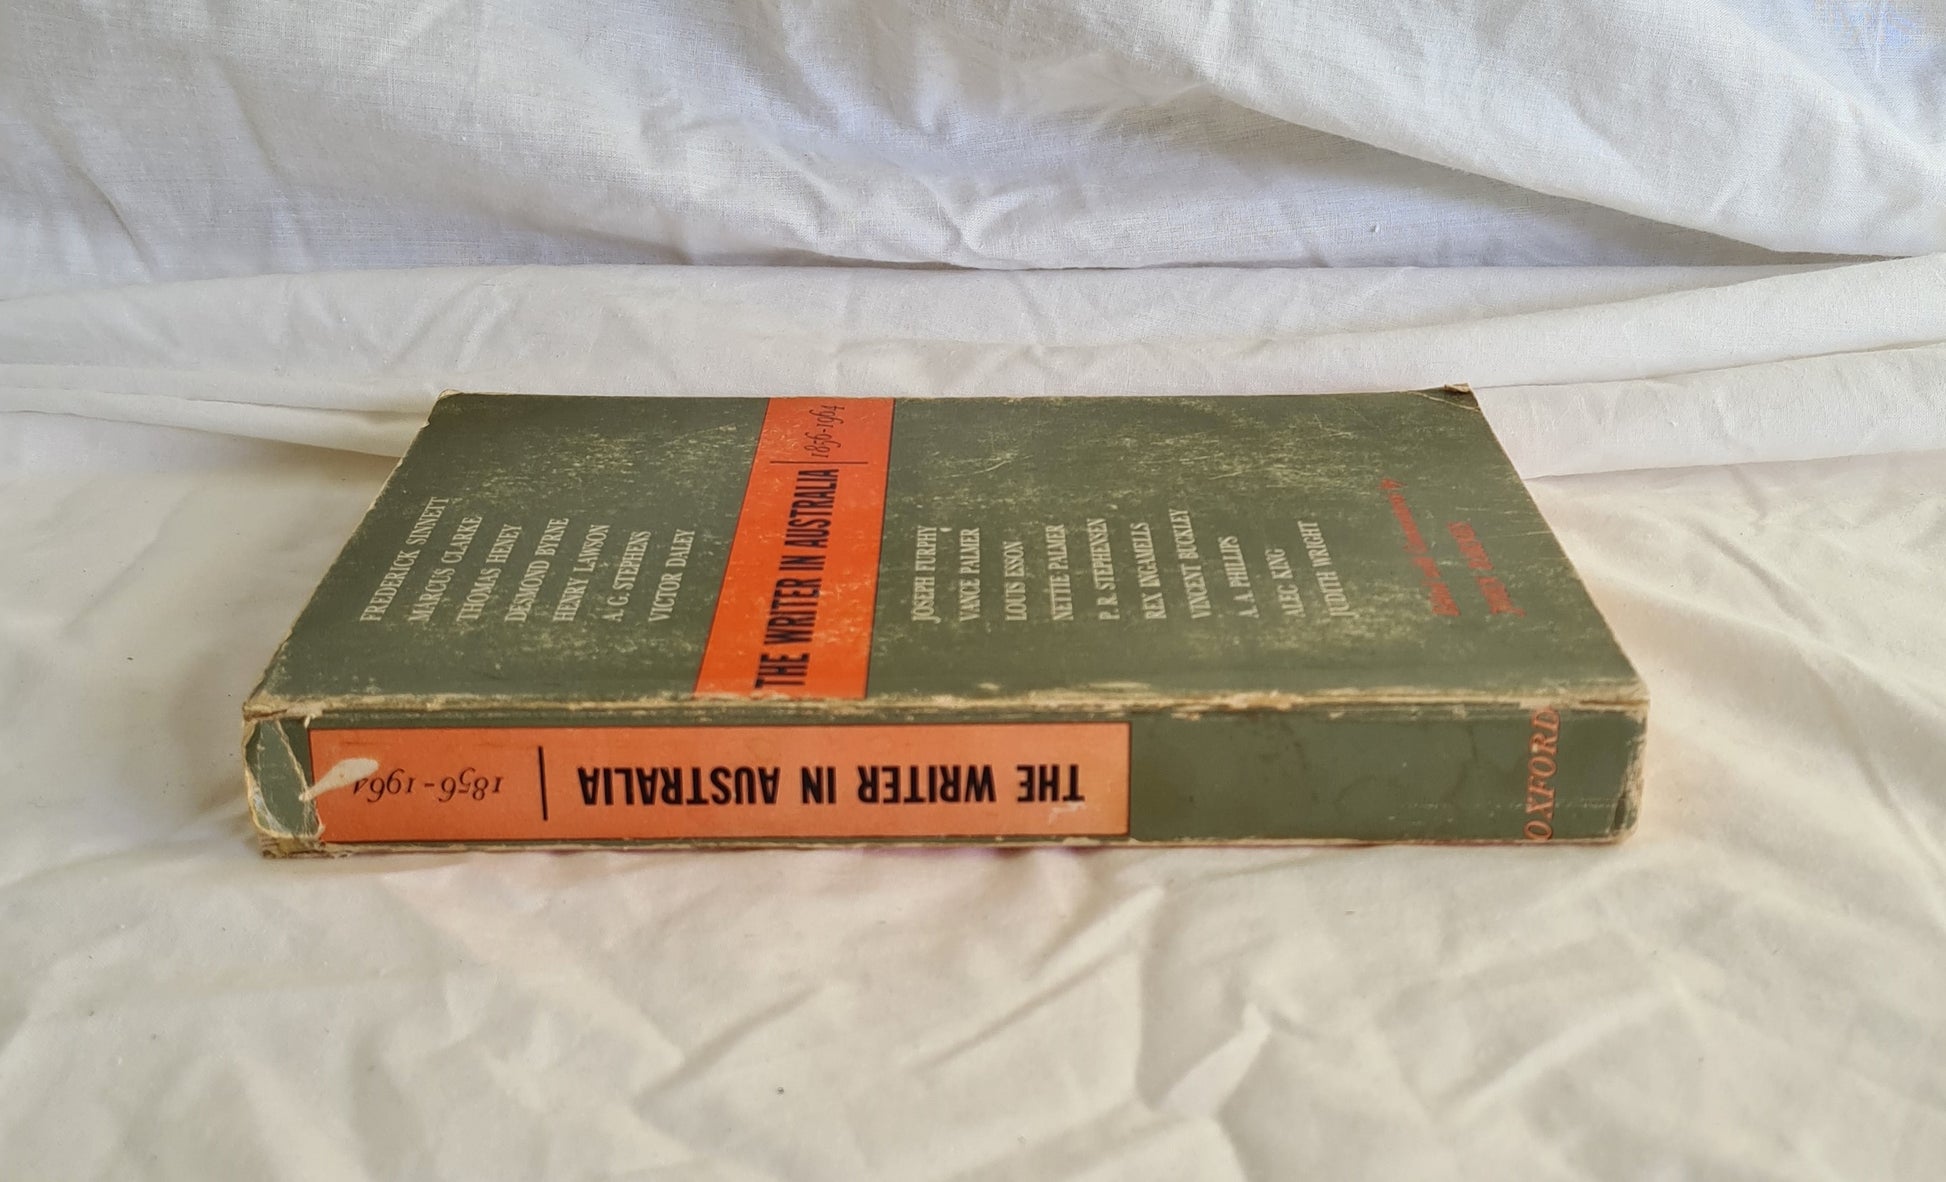 FREDERICK SINNETT
MARCUS CLARKE
THOMAS HENEY
DESMOND BYRNE
HENRY LAWSON
A. G. STEPHENS
VICTOR DALEY
THE WRITER IN AUSTRALIA | 1856-1964
JOSEPH FURPHY
VANCE PALMER
LOUIS ESSON
NETTIE PALMER
P. R. STEPHENSEN
REX INGAMELLS
VINCENT BUCKLEY
A. A. PHILLIPS
ALEC KING
JUDITH WRIGHT
THE WRITER IN AUSTRALIA | 1856-1964
OXFORD